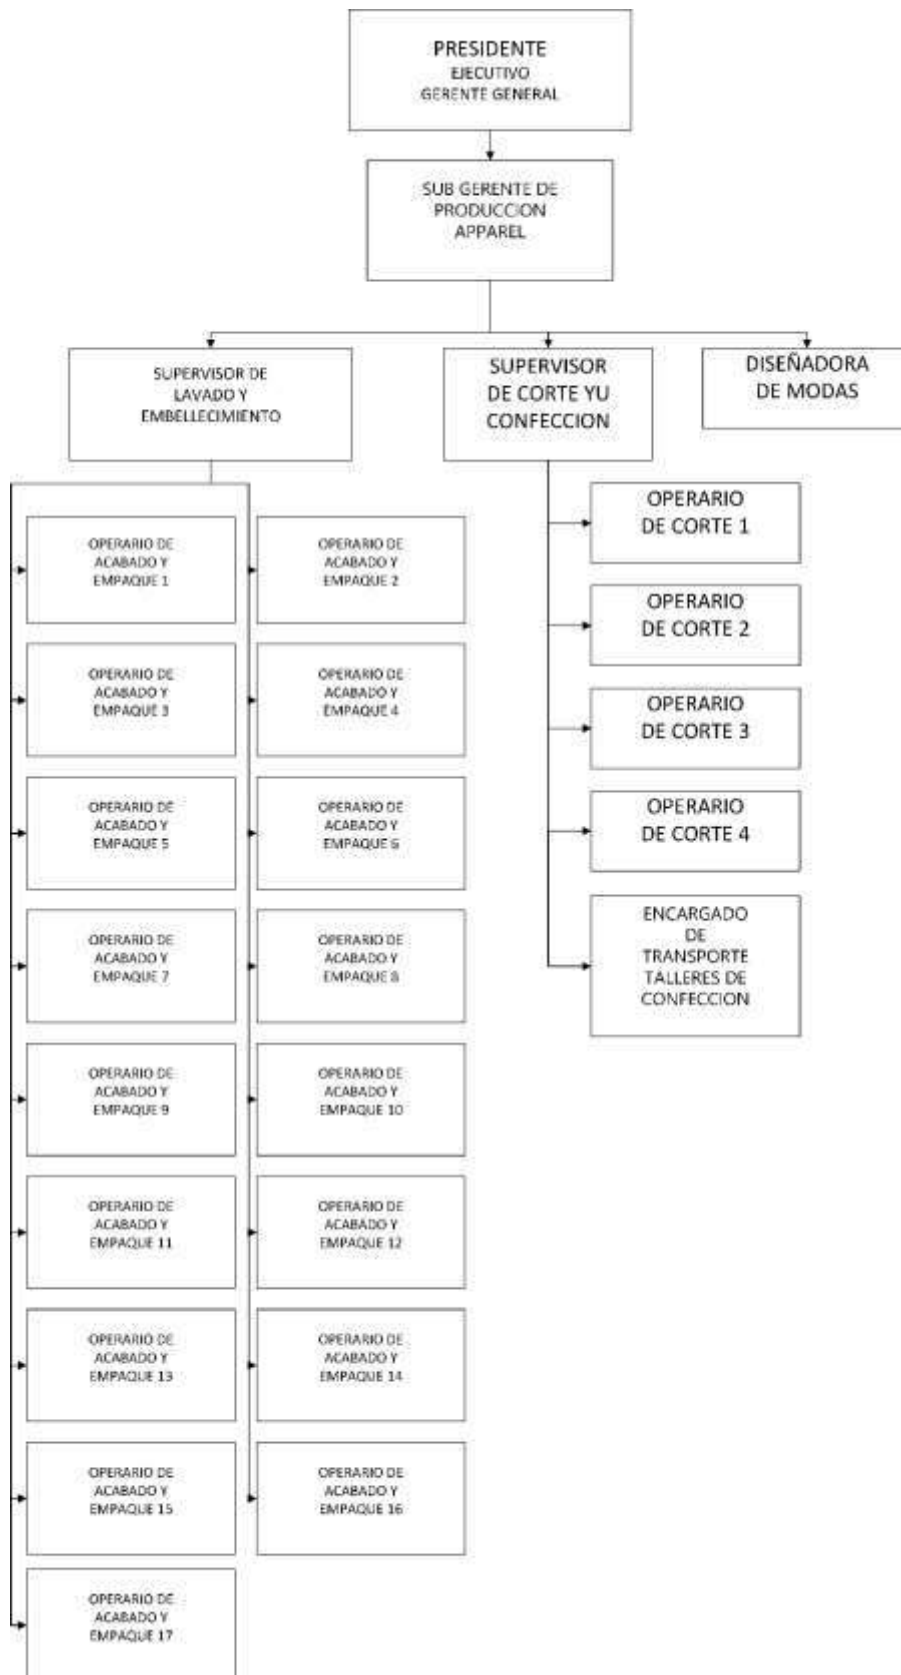 PRESIDENTE
EJECUTIVO
GERENTE GENERAL
SUB GERENTE DE
PRODUCCION
APPAREL
SUPERVISOR DE
LAVADO Y
EMBELLECIMIENTO
SUPERVISOR
DE CORTE YU
CONFECCION
DISEÑADORA
DE MODAS
OPERARIO DE
ACABADO Y
EMPAQUE 1
OPERARIO DE
ACABADO Y
EMPAQUE 2
OPERARIO DE
ACABADO Y
EMPAQUE 3
OPERARIO DE
ACABADO Y
EMPAQUE 4
OPERARIO DE
ACABADO Y
EMPAQUE 5
OPERARIO DE
ACABADO Y
EMPAQUE 6
OPERARIO DE
ACABADO Y
EMPAQUE 7
OPERARIO DE
ACABADO Y
EMPAQUE 8
OPERARIO DE
ACABADO Y
EMPAQUE 9
OPERARIO DE
ACABADO Y
EMPAQUE 10
OPERARIO DE
ACABADO Y
EMPAQUE 11
OPERARIO DE
ACABADO Y
EMPAQUE 12
OPERARIO DE
ACABADO Y
EMPAQUE 13
OPERARIO DE
ACABADO Y
EMPAQUE 14
OPERARIO DE
ACABADO Y
EMPAQUE 15
OPERARIO DE
ACABADO Y
EMPAQUE 16
OPERARIO DE
ACABADO Y
EMPAQUE 17
OPERARIO
DE CORTE 1
OPERARIO
DE CORTE 2
OPERARIO
DE CORTE 3
OPERARIO
DE CORTE 4
ENCARGADO
DE
TRANSPORTE
TALLERES DE
CONFECCION